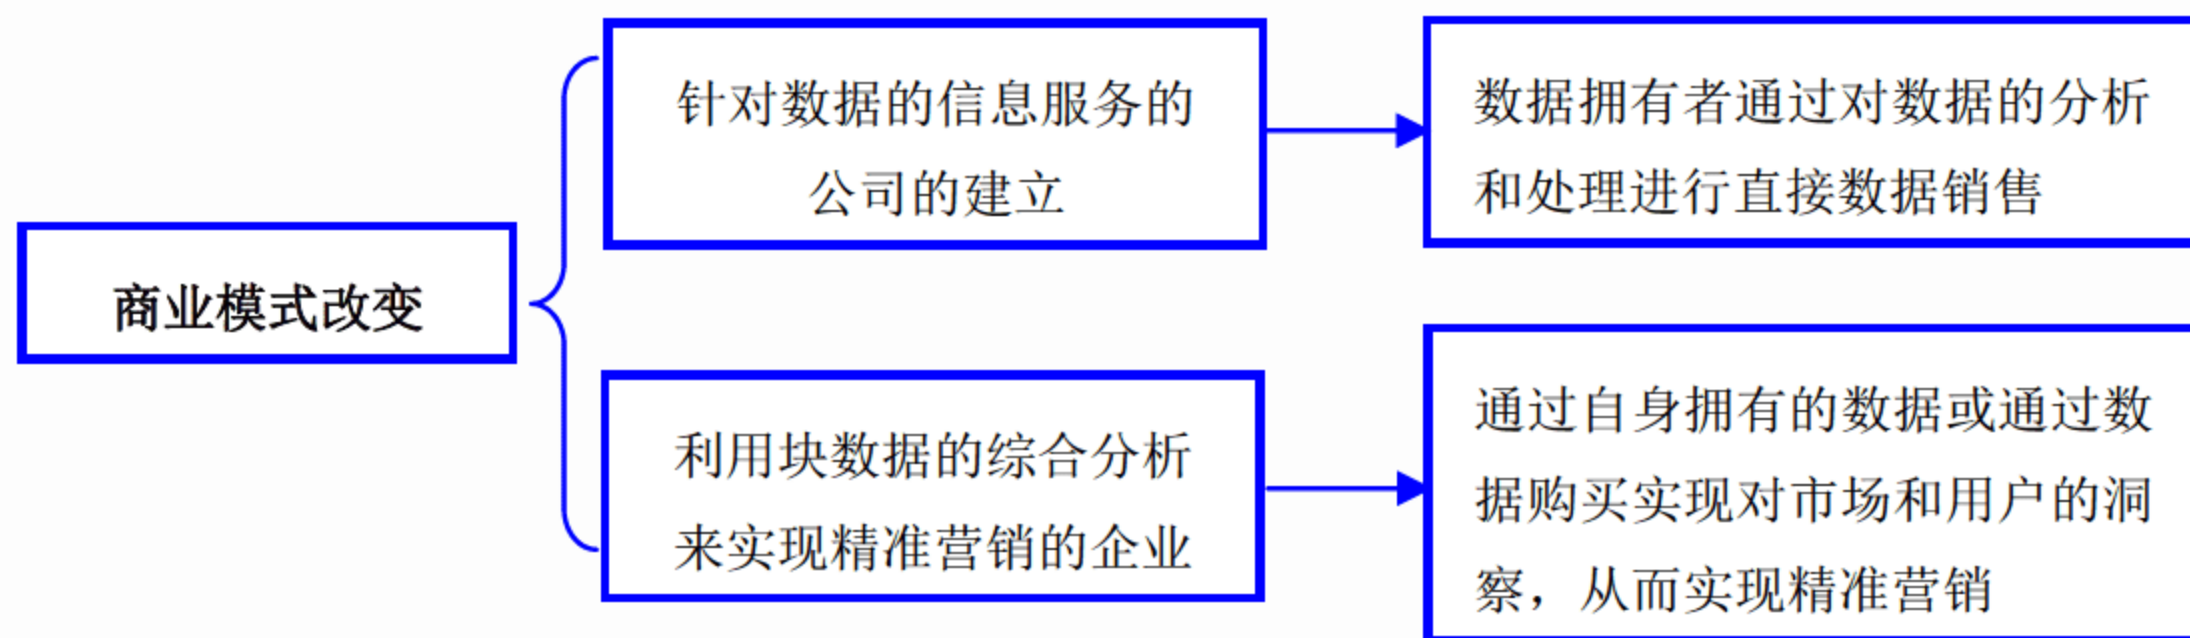 商业模式改变
针对数据的信息服务的
公司的建立
数据拥有者通过对数据的分析
和处理进行直接数据销售
利用块数据的综合分析
来实现精准营销的企业
通过自身拥有的数据或通过数
据购买实现对市场和用户的洞
察，从而实现精准营销